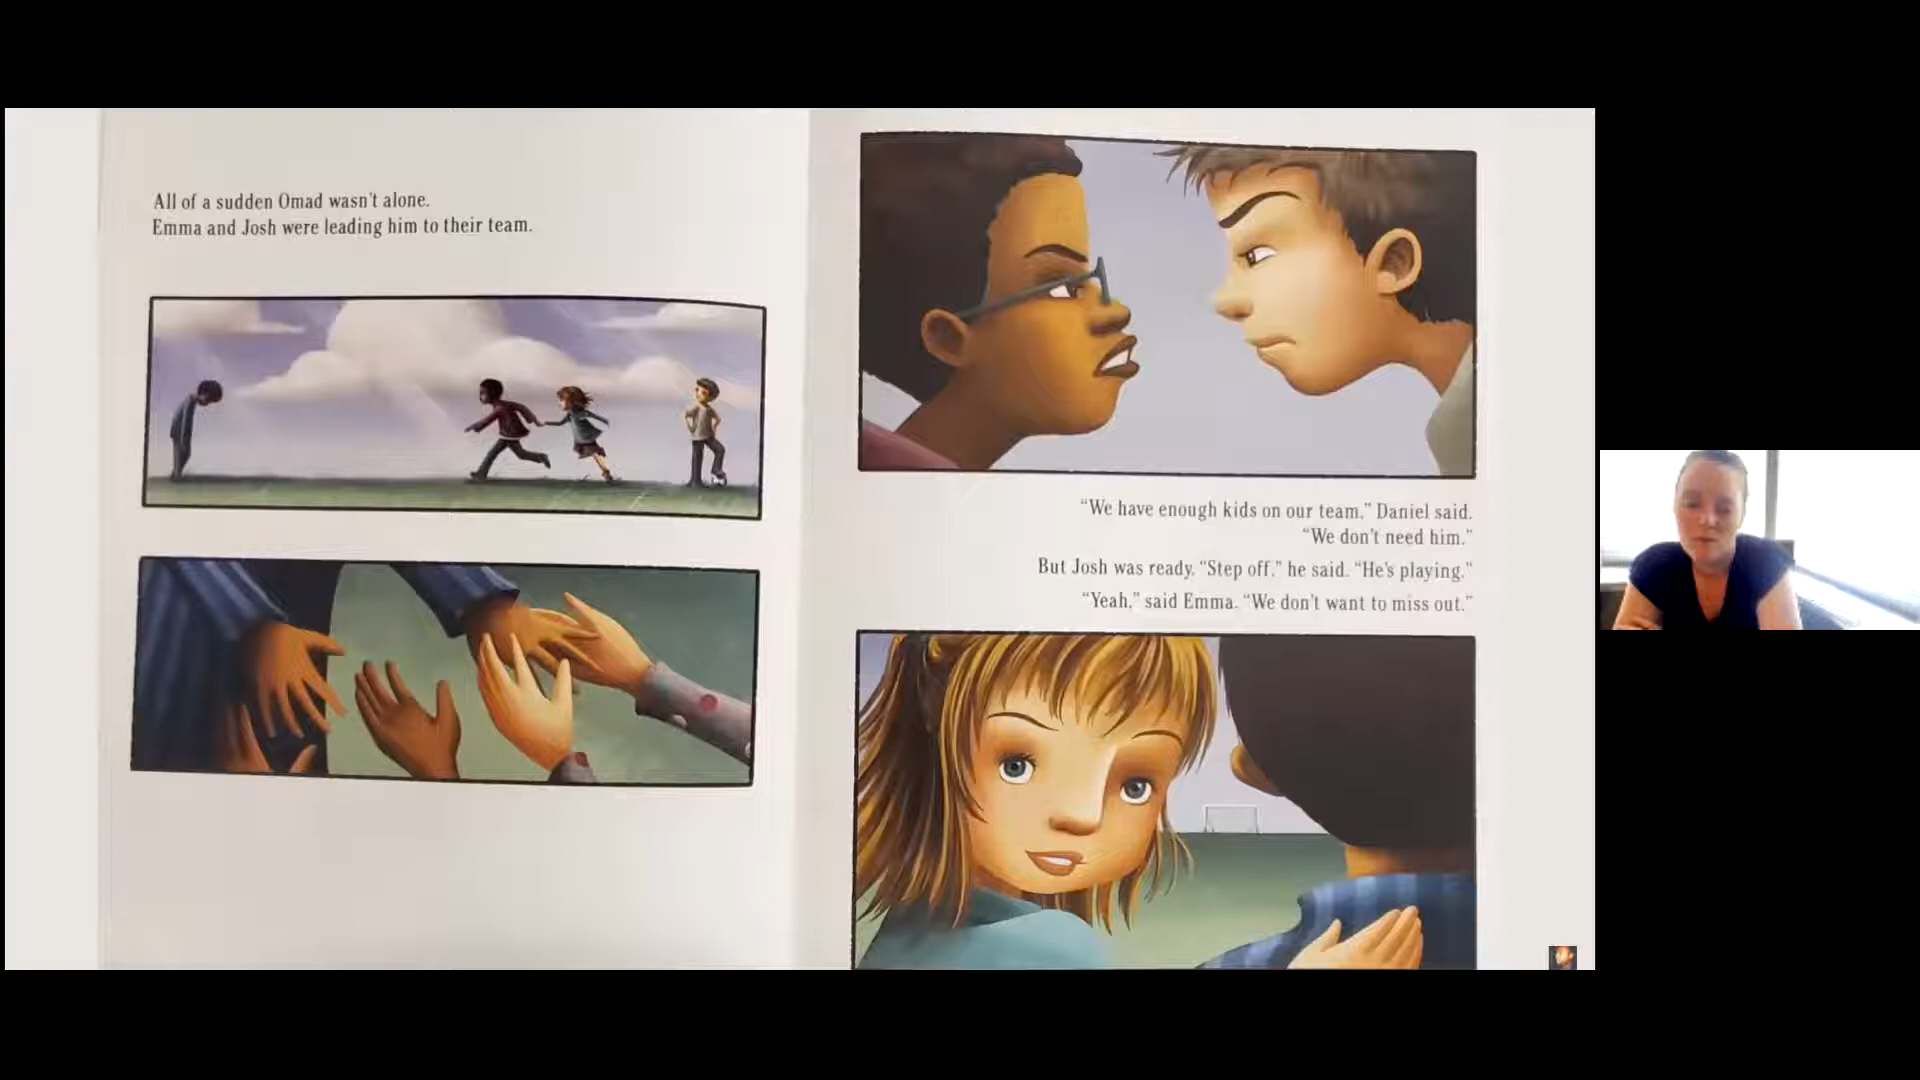 All of a sudden Omad wasn't alone.
Emma and Josh were leading him to their team.
“We have enough kids on our team,” Daniel said.
“We don't need him.”
But Josh was ready. “Step off,” he said. “He's playing.”
“Yeah,” said Emma. “We don't want to miss out.”